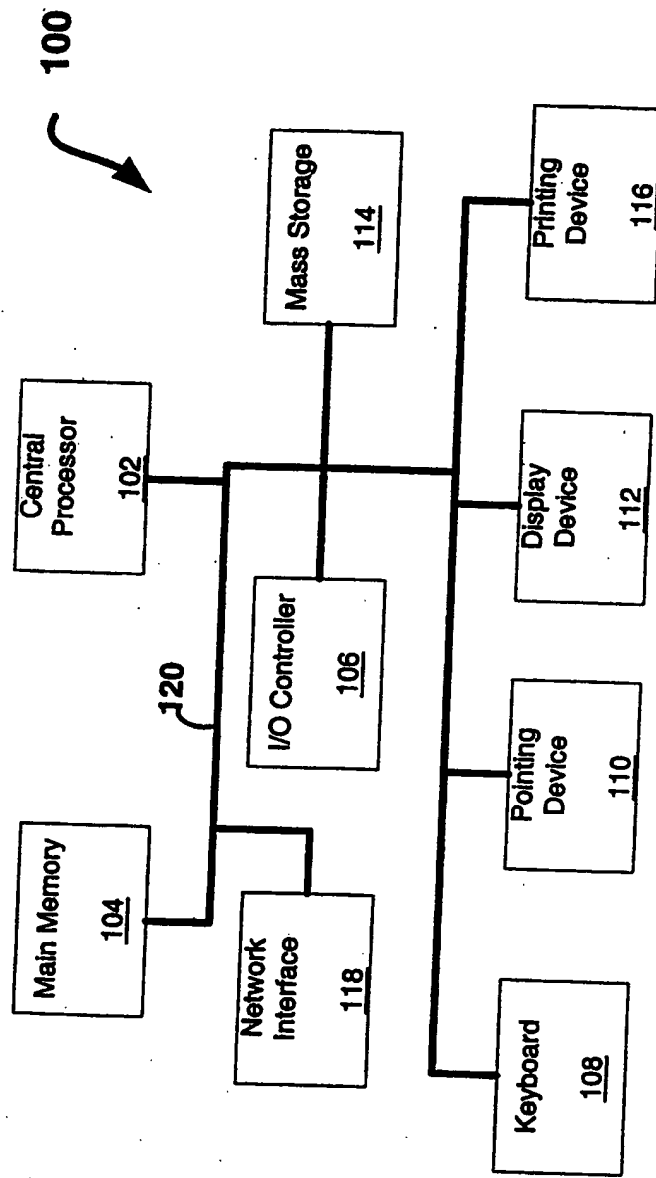 100
Main Memory
104
Central
Processor
102
120
Network
Interface
118
I/O Controller
106
Mass Storage
114
Keyboard
108
Pointing
Device
110
Display
Device
112
Printing
Device
116